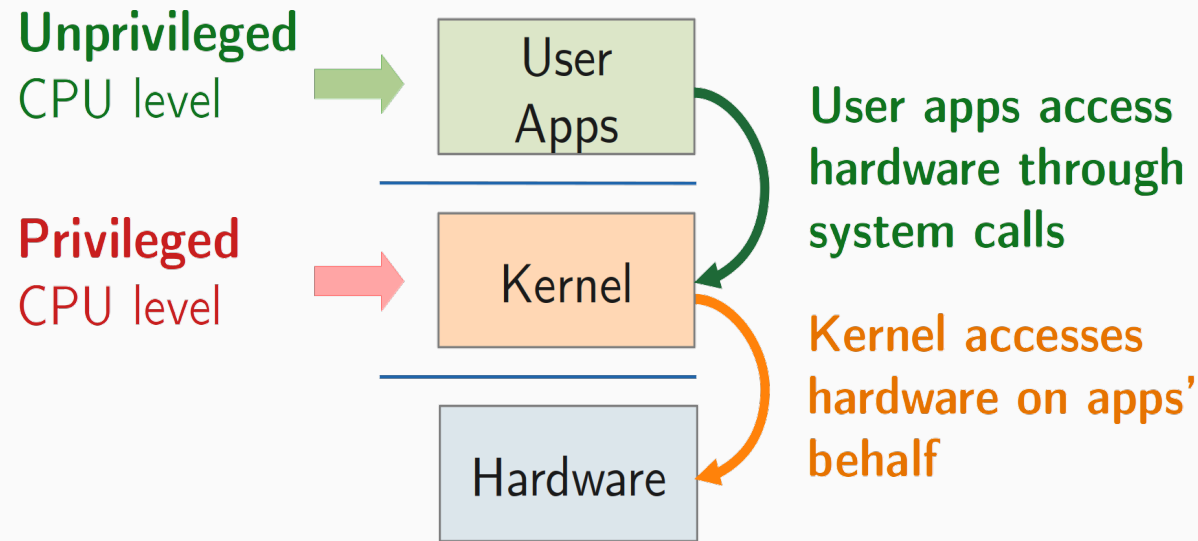 Unprivileged
CPU level
User
Apps
User apps access
hardware through
system calls
Privileged
CPU level
Kernel
Kernel accesses
hardware on apps'
behalf
Hardware